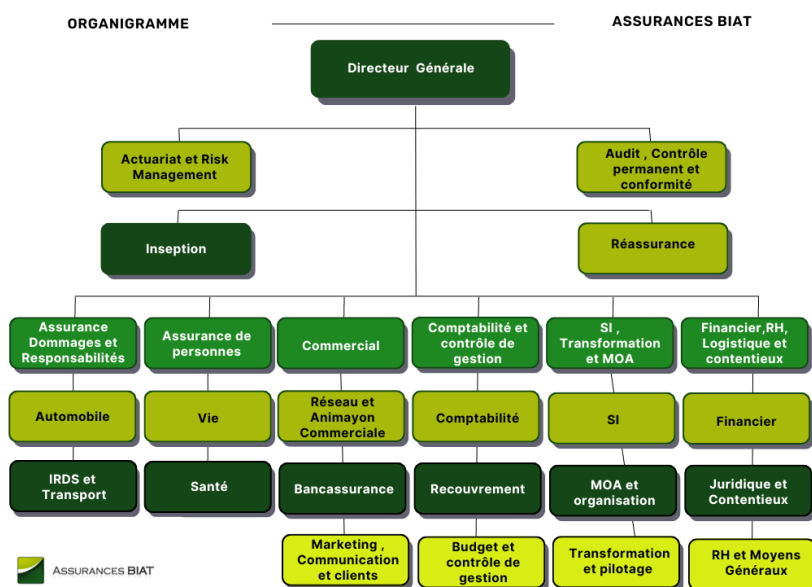 ORGANIGRAMME
ASSURANCES BIAT
Directeur Générale
Actuariat et Risk
Management
Audit , Contrôle
permanent et
conformité
Inseption
Réassurance
Assurance
Dommages et
Responsabilités
Assurance de
personnes
Commercial
Comptabilité et
contrôle de
gestion
SI ,
Transformation
et MOA
Financier,RH,
Logistique et
contentieux
Automobile
Vie
Réseau et
Animayon
Commerciale
Comptabilité
SI
Financier
IRDS et
Transport
Santé
Bancassurance
Recouvrement
MOA et
organisation
Juridique et
Contentieux
Marketing ,
Communication
et clients
Budget et
contrôle de
gestion
Transformation
et pilotage
RH et Moyens
Généraux
ASSURANCES BIAT